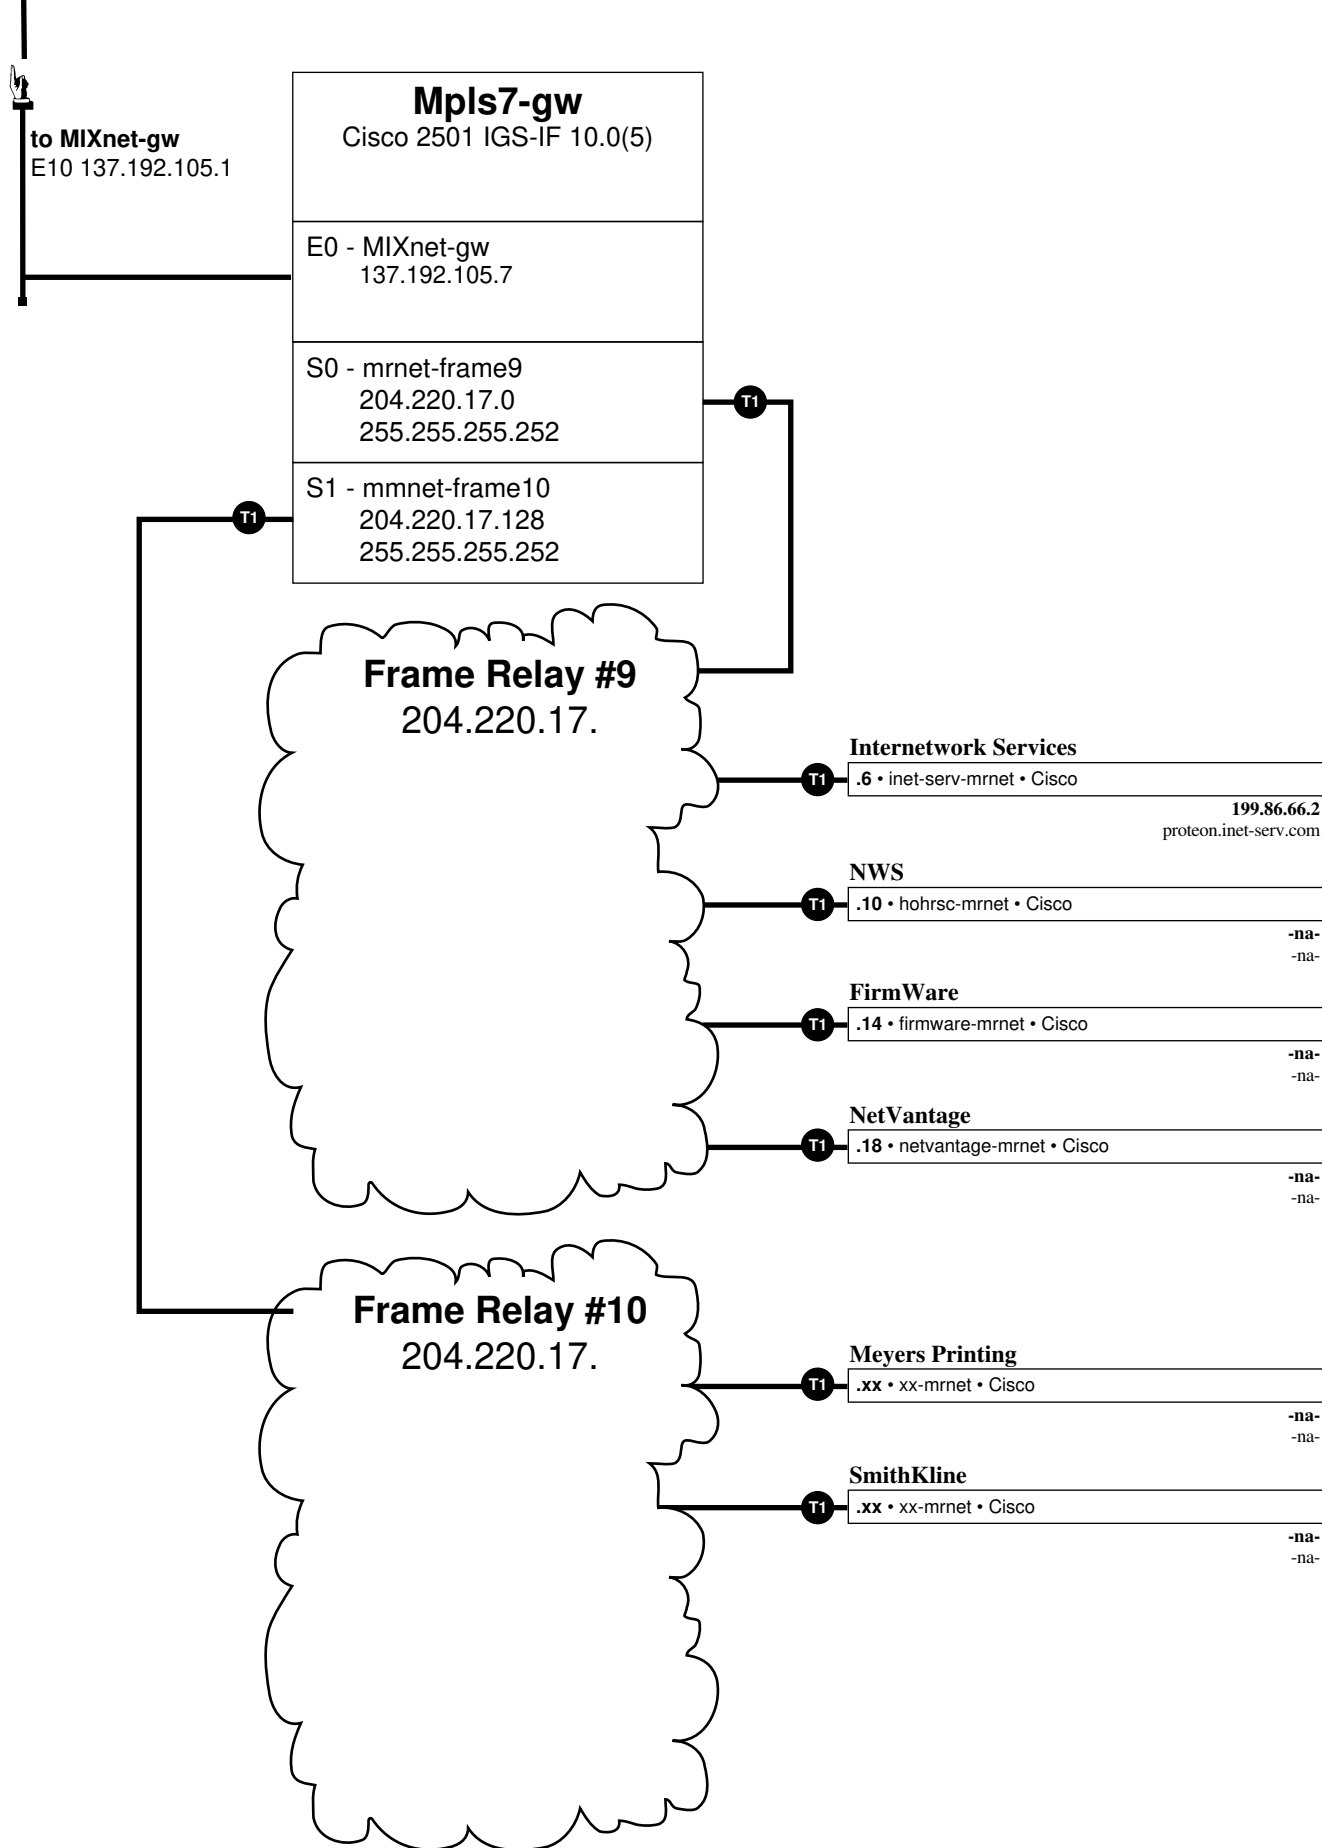 to MIXnet-gw
E10 137.192.105.1
Mpls7-gw
Cisco 2501 IGS-IF 10.0(5)
E0 - MIXnet-gw
137.192.105.7
S0 - mrnet-frame9
204.220.17.0
255.255.255.252
T1
S1 - mmnet-frame10
204.220.17.128
255.255.255.252
T1
Frame Relay #9
204.220.17.
Internetwork Services
T1
.6 • inet-serv-mrnet • Cisco
199.86.66.2
proteon.inet-serv.com
NWS
T1
.10 • hohrsc-mrnet • Cisco
-na-
-na-
FirmWare
T1
.14 • firmware-mrnet • Cisco
-na-
-na-
NetVantage
T1
.18 • netvantage-mrnet • Cisco
-na-
-na-
Frame Relay #10
204.220.17.
Meyers Printing
T1
.xx • xx-mrnet • Cisco
-na-
-na-
SmithKline
T1
.xx • xx-mrnet • Cisco
-na-
-na-